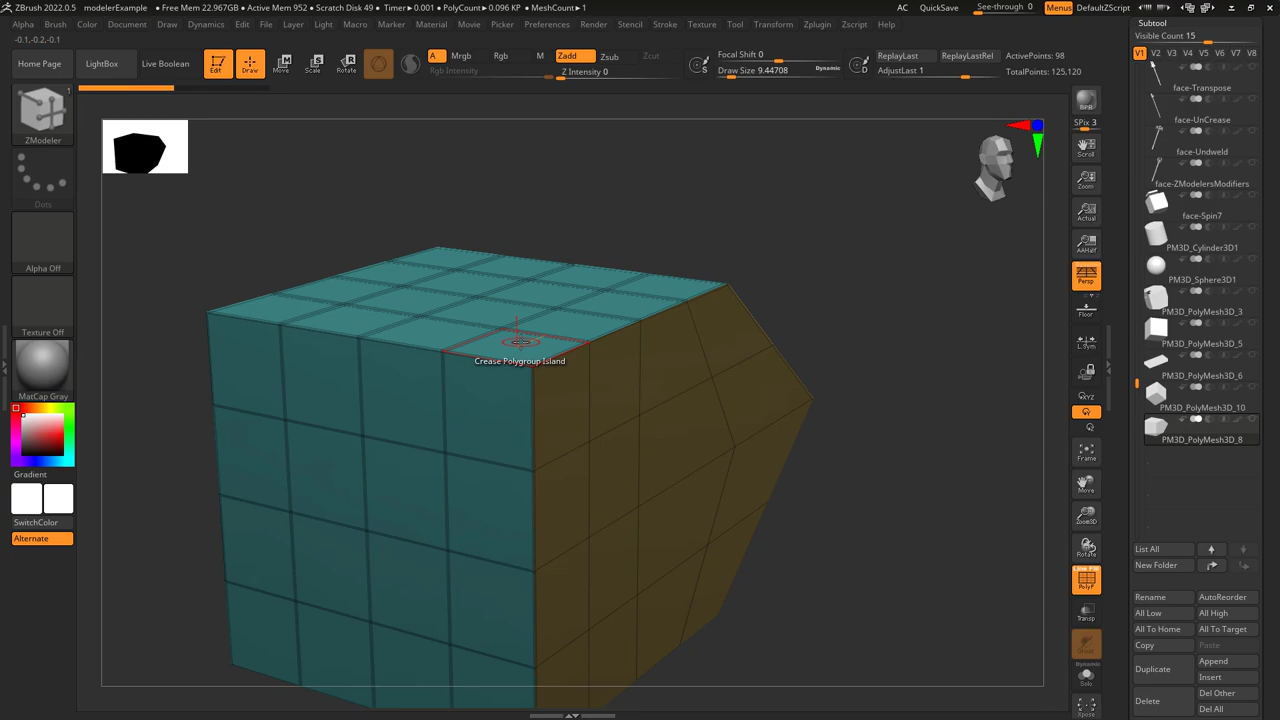 ZBrush 2022.0.5 modelerExample • Free Mem 22.967GB • Active Mem 952 • Scratch Disk 49 • Timer▸0.001 • PolyCount▸0.096 KP • MeshCount▸1
AC QuickSave See-through 0 Menus DefaultZScript
Alpha Brush Color Document Draw Dynamics Edit File Layer Light Macro Marker Material Movie Picker Preferences Render Stencil Stroke Texture Tool Transform Zplugin Zscript Help
-0.1,-0.2,-0.1
Home Page LightBox Live Boolean
Edit Draw Move Scale Rotate
A Mrgb Rgb M
Rgb Intensity
Zadd Zsub Zcut
Z Intensity 0
Focal Shift 0
Draw Size 9.44708 Dynamic
S D
ReplayLast ReplayLastRel
AdjustLast 1
ActivePoints: 98
TotalPoints: 125,120
1
ZModeler
Dots
Alpha Off
Texture Off
MatCap Gray
Gradient
SwitchColor
Alternate
Crease Polygroup Island
BPR
SPix 3
Scroll
Zoom
Actual
AAHalf
Persp
Floor
L.Sym
XYZ
Y
Z
Frame
Move
Zoom3D
Rotate
Line Fill
PolyF
Transp
Ghost
Dynamic
Solo
Xpose
Subtool
Visible Count 15
V1 V2 V3 V4 V5 V6 V7 V8
face-Transpose
face-UnCrease
face-Undweld
face-ZModelersModifiers
face-Spin7
PM3D_Cylinder3D1
PM3D_Sphere3D1
PM3D_PolyMesh3D_3
PM3D_PolyMesh3D_5
PM3D_PolyMesh3D_6
PM3D_PolyMesh3D_10
PM3D_PolyMesh3D_8
List All
New Folder
Rename AutoReorder
All Low All High
All To Home All To Target
Copy Paste
Duplicate Append
Insert
Delete Del Other
Del All